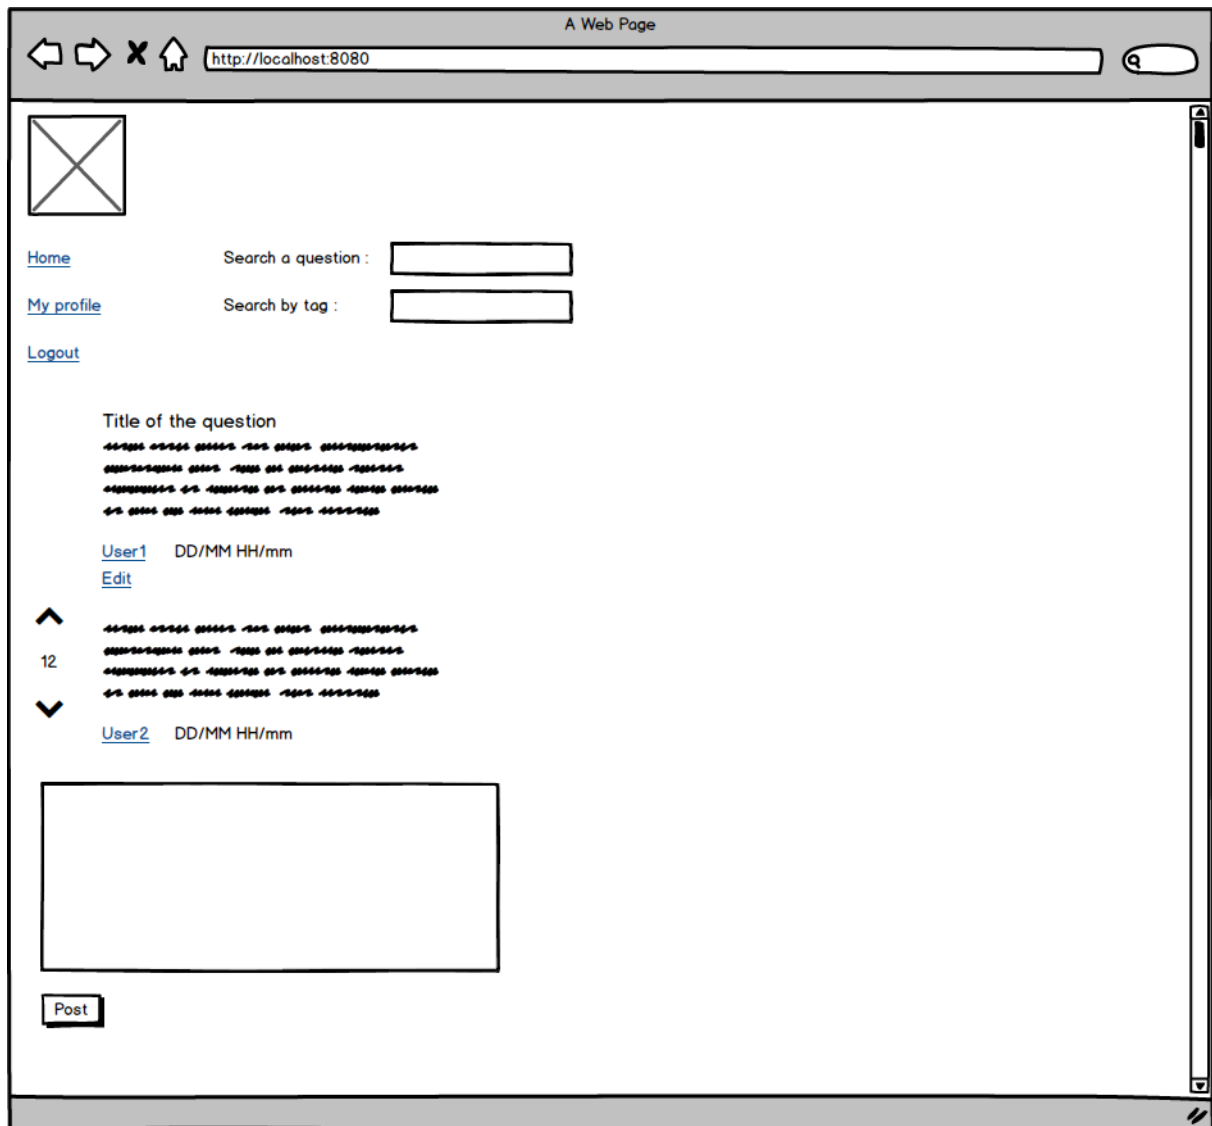 A Web Page
http://localhost:8080
Home
Search a question :
My profile
Search by tag :
Logout
Title of the question
User1 DD/MM HH/mm
Edit
12
User2 DD/MM HH/mm
Post